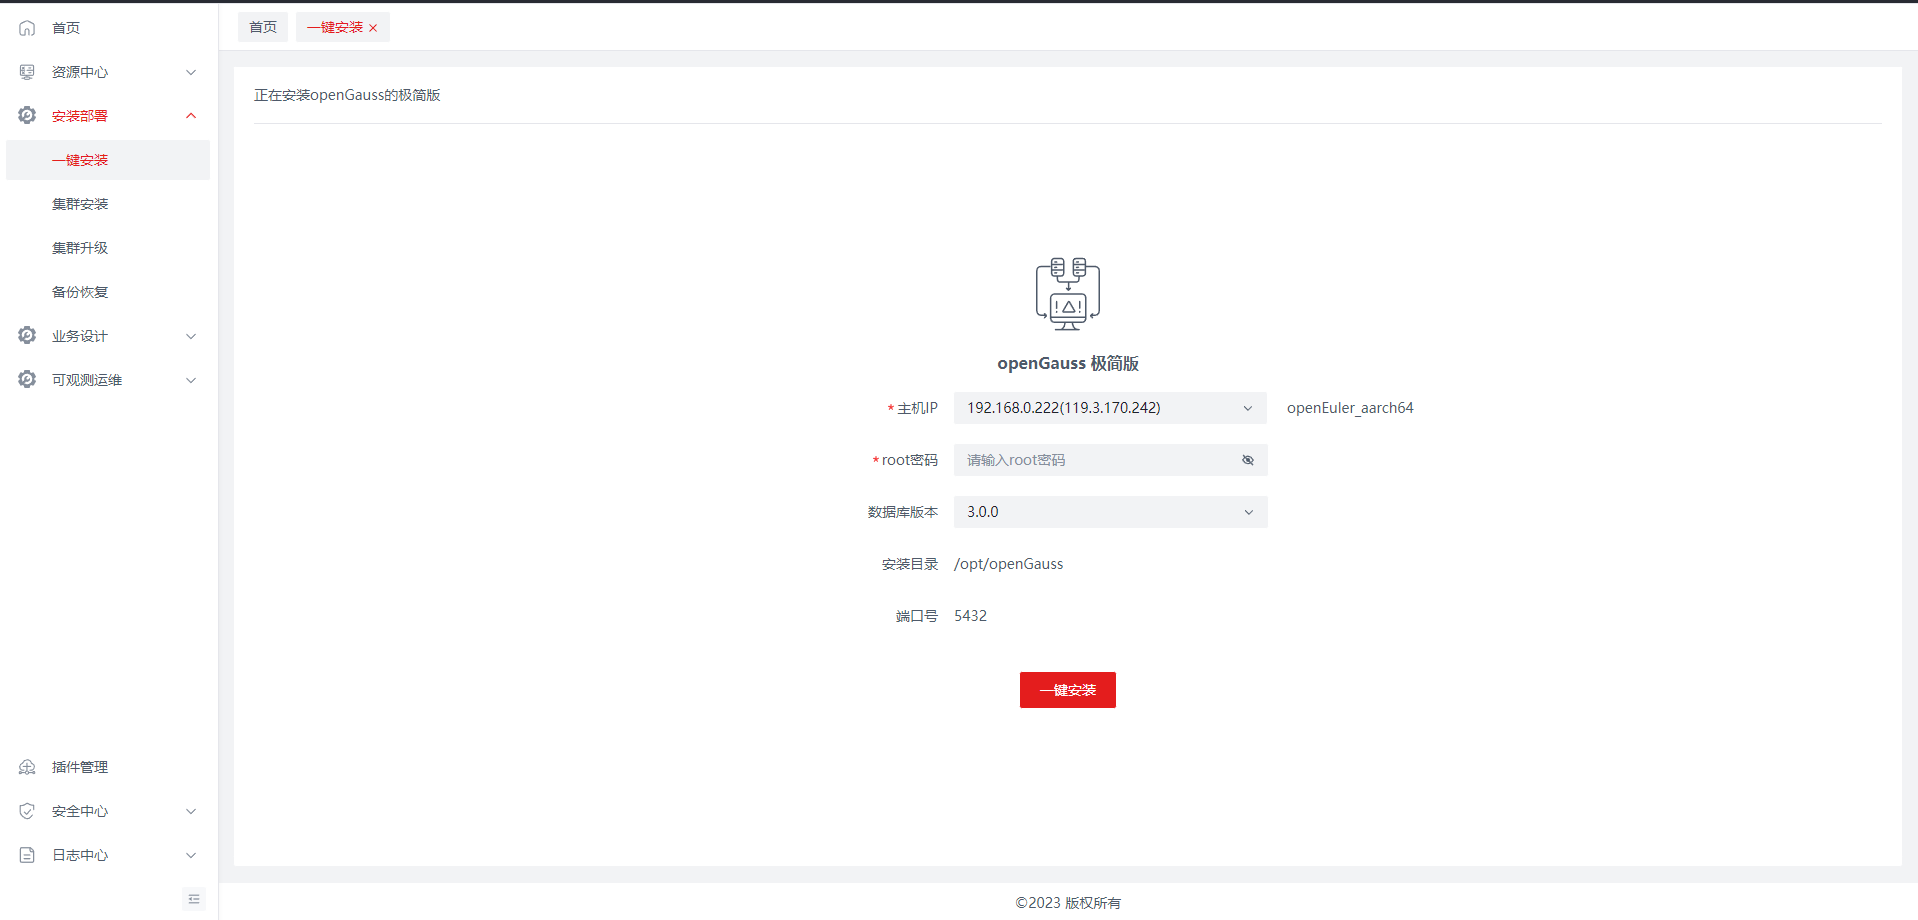 首页
资源中心
安装部署
一键安装
集群安装
集群升级
备份恢复
业务设计
可观测运维
插件管理
安全中心
日志中心
首页
一键安装
正在安装openGauss的极简版
openGauss 极简版
*主机IP 192.168.0.222(119.3.170.242) openEuler_aarch64
*root密码 请输入root密码
数据库版本 3.0.0
安装目录 /opt/openGauss
端口号 5432
一键安装
©2023 版权所有